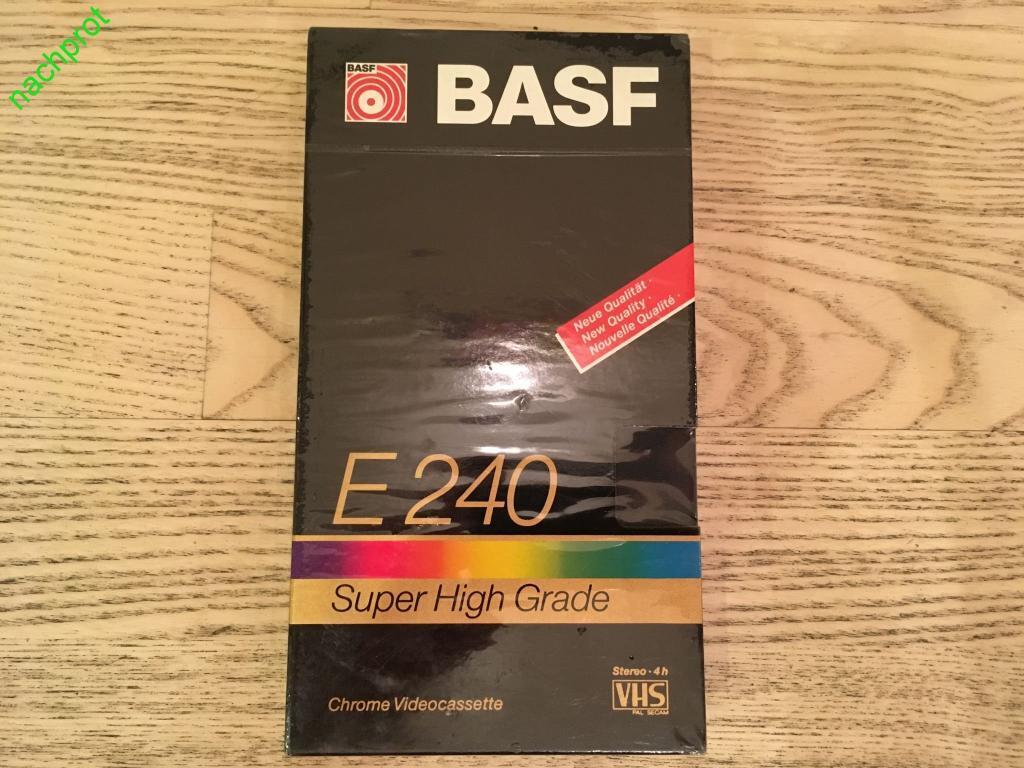 nachprot
BASF
BASF
Neue Qualität ·
New Quality ·
Nouvelle Qualité ·
E 240
Super High Grade
Stereo · 4 h
Chrome Videocassette
VHS
PAL SECAM